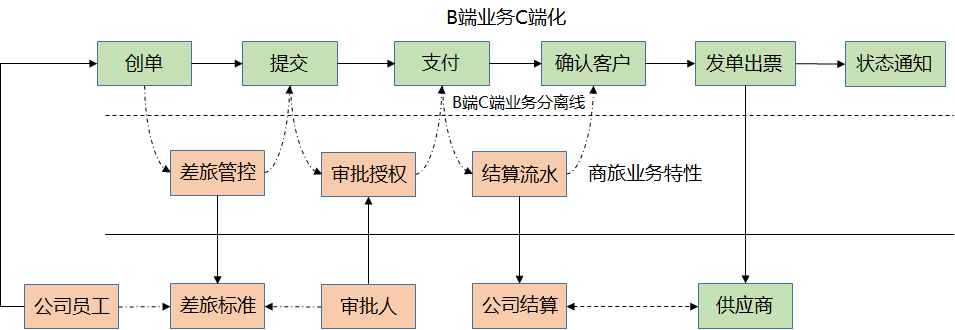 B端业务C端化
创单
提交
支付
确认客户
发单出票
状态通知
B端C端业务分离线
差旅管控
审批授权
结算流水
商旅业务特性
公司员工
差旅标准
审批人
公司结算
供应商